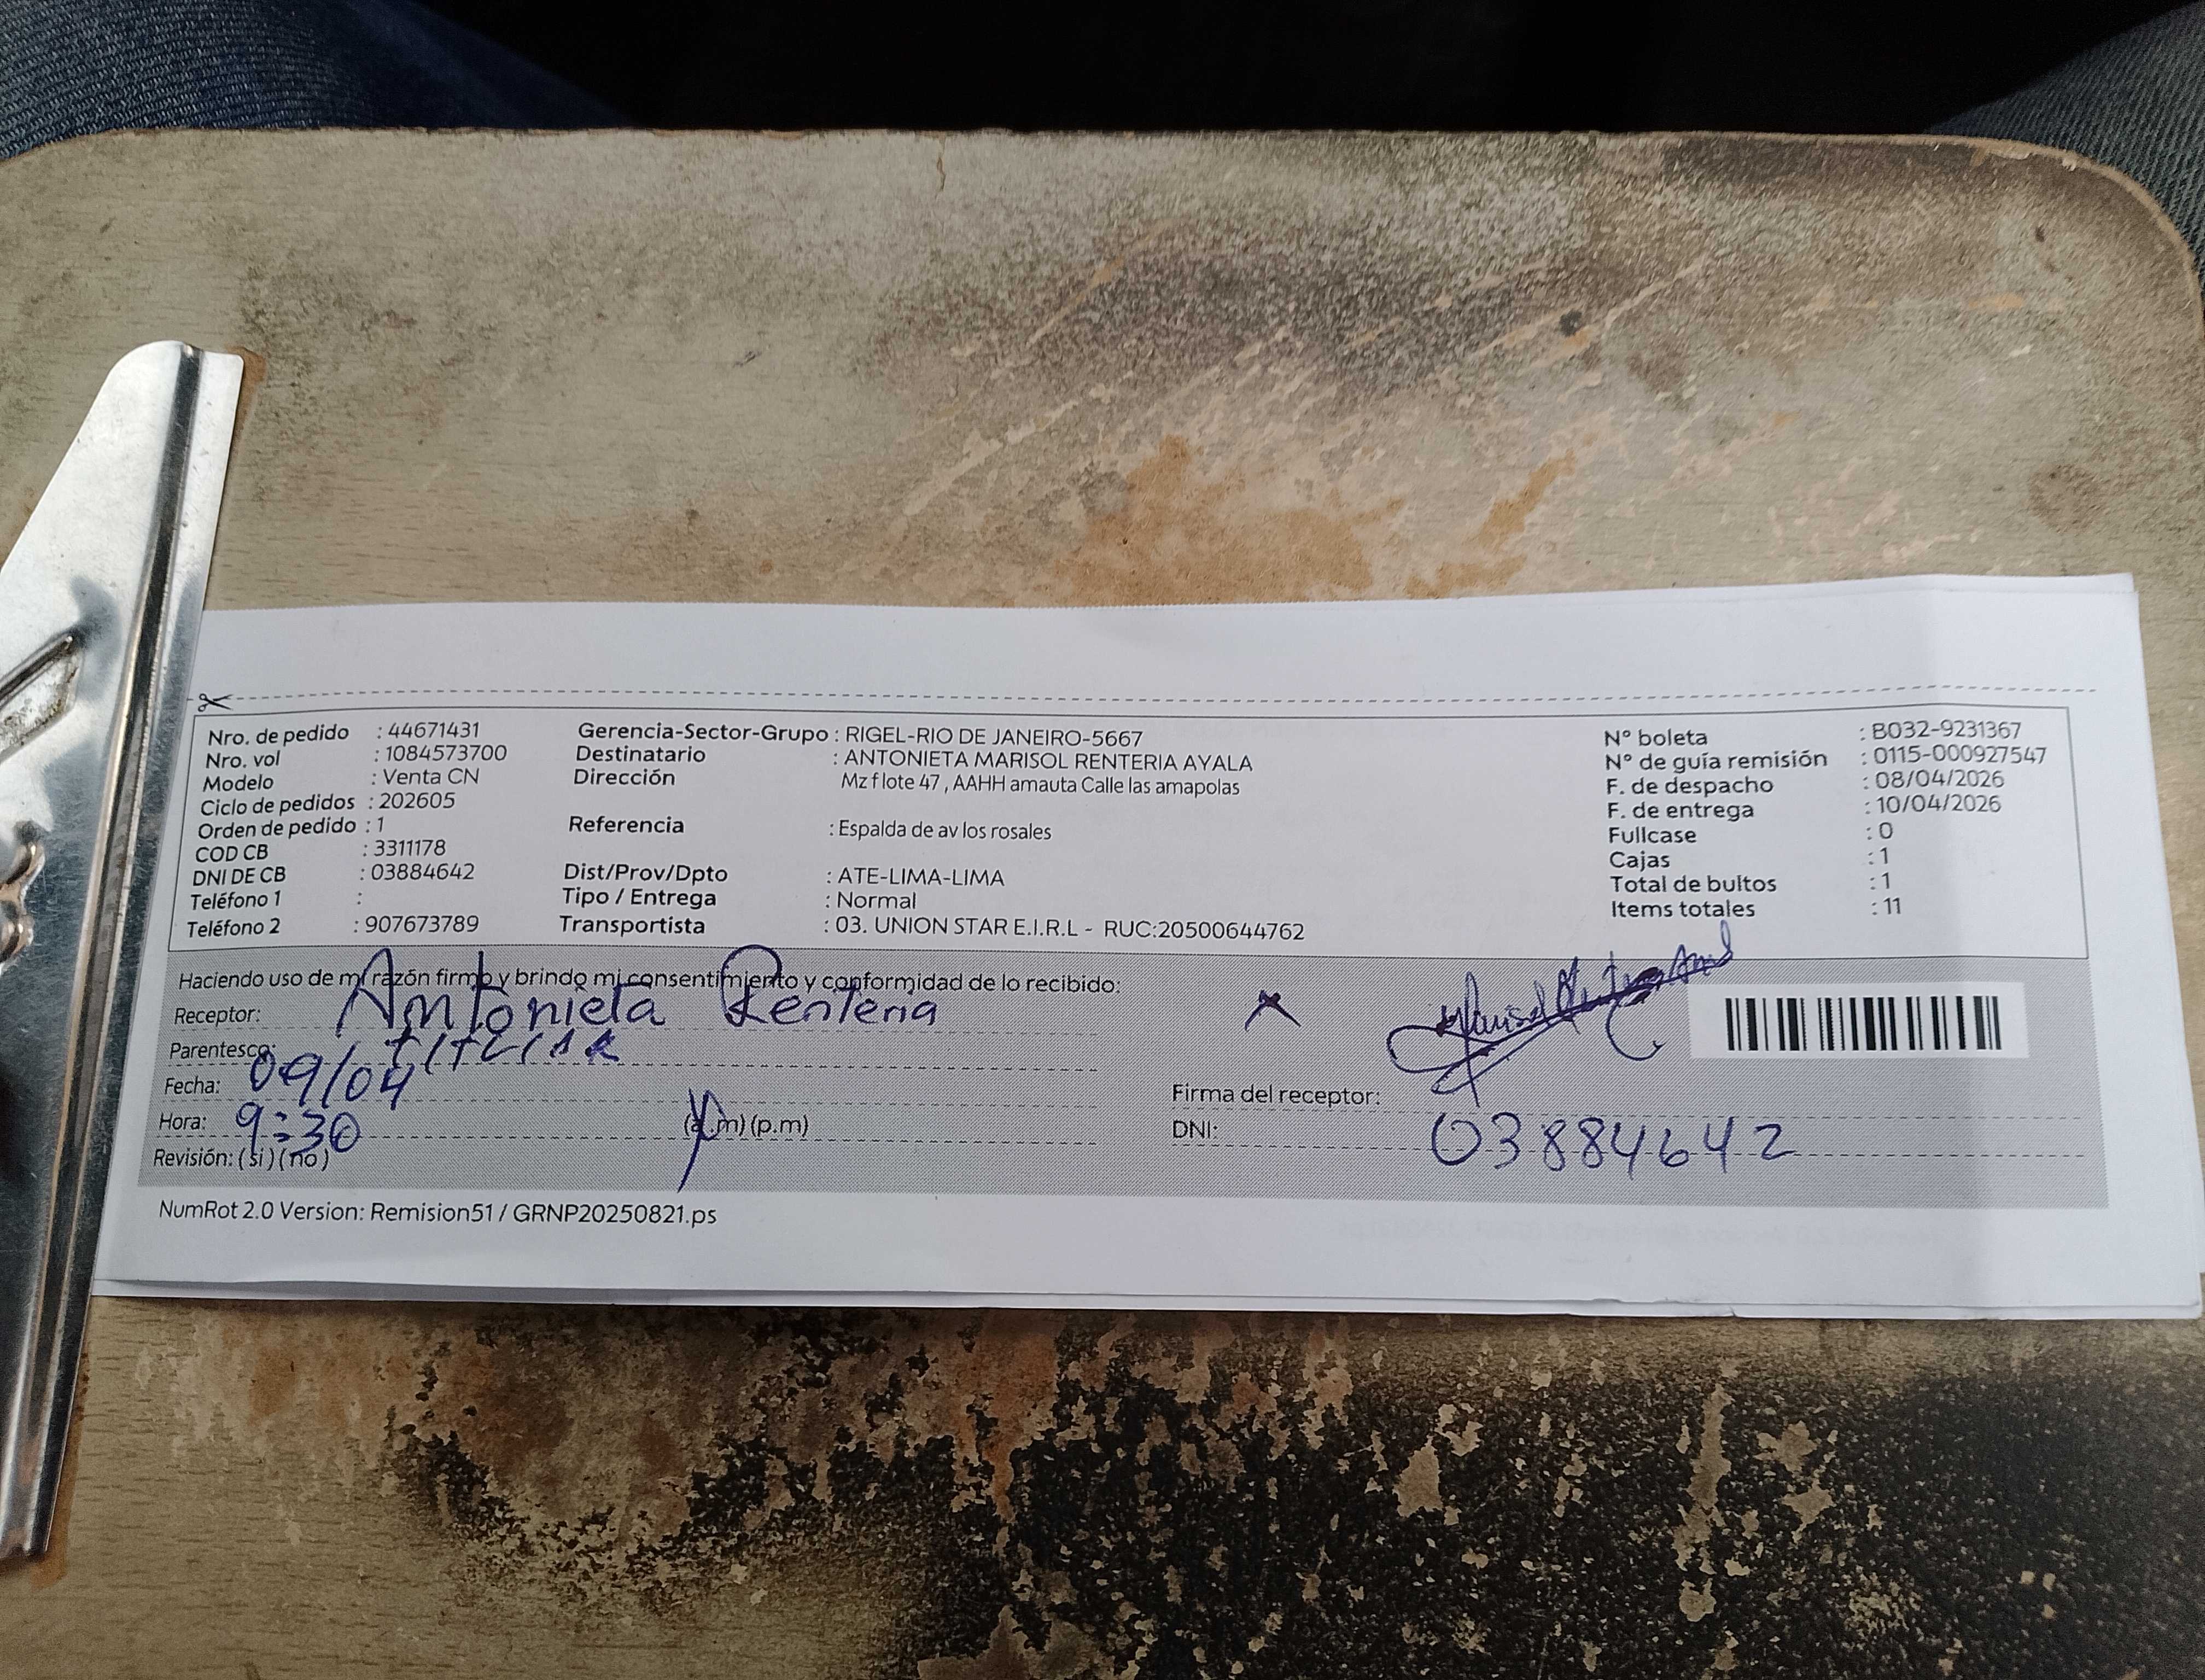 Nro. de pedido : 44671431
Nro. vol : 1084573700
Modelo : Venta CN
Ciclo de pedidos : 202605
Orden de pedido : 1
COD CB : 3311178
DNI DE CB : 03884642
Teléfono 1 :
Teléfono 2 : 907673789
Gerencia-Sector-Grupo : RIGEL-RIO DE JANEIRO-5667
Destinatario : ANTONIETA MARISOL RENTERIA AYALA
Dirección Mz f lote 47 , AAHH amauta Calle las amapolas
Referencia : Espalda de av los rosales
Dist/Prov/Dpto : ATE-LIMA-LIMA
Tipo / Entrega : Normal
Transportista : 03. UNION STAR E.I.R.L - RUC:20500644762
N° boleta : B032-9231367
N° de guía remisión : 0115-000927547
F. de despacho : 08/04/2026
F. de entrega : 10/04/2026
Fullcase : 0
Cajas : 1
Total de bultos : 1
Items totales : 11
Haciendo uso de mi razón firmo y brindo mi consentimiento y conformidad de lo recibido:
Receptor: Antonieta Renteria
Parentesco:
Fecha: 09/04
Hora: 9:30 (a.m) (p.m)
Revisión: ( si ) ( no )
Firma del receptor:
DNI: 03884642
NumRot 2.0 Version: Remision51 / GRNP20250821.ps